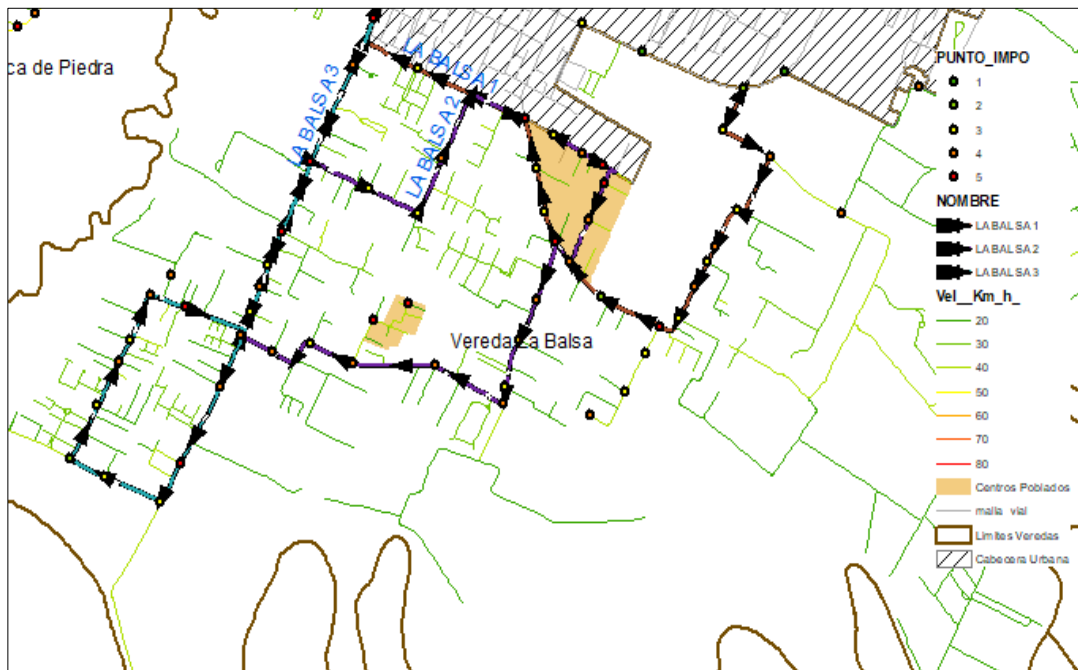 ca de Piedra
LA BALSA 1
LA BALSA 2
LA BALSA 3
Vereda La Balsa
PUNTO_IMPO
1
2
3
4
5
NOMBRE
LA BALSA 1
LA BALSA 2
LA BALSA 3
Vel__Km_h_
20
30
40
50
60
70
80
Centros Poblados
malla vial
Limites Veredas
Cabecera Urbana